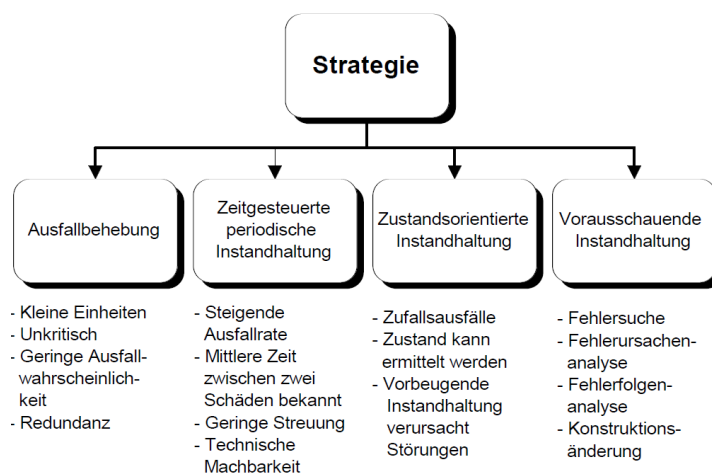 Strategie
Ausfallbehebung
Zeitgesteuerte
periodische
Instandhaltung
Zustandsorientierte
Instandhaltung
Vorausschauende
Instandhaltung
- Kleine Einheiten
- Unkritisch
- Geringe Ausfall-
wahrscheinlich-
keit
- Redundanz
- Steigende
Ausfallrate
- Mittlere Zeit
zwischen zwei
Schäden bekannt
- Geringe Streuung
- Technische
Machbarkeit
- Zufallsausfälle
- Zustand kann
ermittelt werden
- Vorbeugende
Instandhaltung
verursacht
Störungen
- Fehlersuche
- Fehlerursachen-
analyse
- Fehlerfolgen-
analyse
- Konstruktions-
änderung